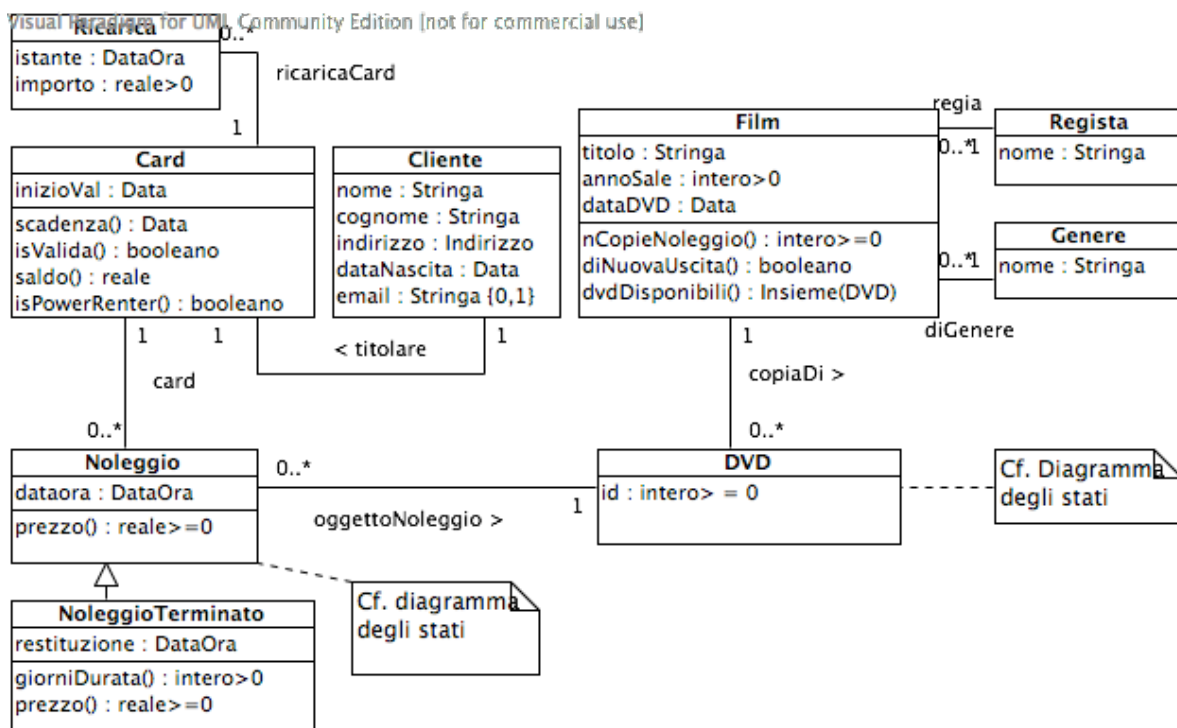 Visual Paradigm for UML Community Edition [not for commercial use]
Ricarica
istante : DataOra
importo : reale>0
0..*
ricaricaCard
1
Card
inizioVal : Data
scadenza() : Data
isValida() : booleano
saldo() : reale
isPowerRenter() : booleano
Cliente
nome : Stringa
cognome : Stringa
indirizzo : Indirizzo
dataNascita : Data
email : Stringa {0,1}
Film
titolo : Stringa
annoSale : intero>0
dataDVD : Data
nCopieNoleggio() : intero>=0
diNuovaUscita() : booleano
dvdDisponibili() : Insieme(DVD)
regia
0..*
1
Regista
nome : Stringa
Genere
nome : Stringa
0..*
1
diGenere
1
1
< titolare
1
1
copiaDi >
card
0..*
0..*
Noleggio
dataora : DataOra
prezzo() : reale>=0
0..*
oggettoNoleggio >
1
DVD
id : intero> = 0
Cf. Diagramma
degli stati
Cf. diagramma
degli stati
NoleggioTerminato
restituzione : DataOra
giorniDurata() : intero>0
prezzo() : reale>=0